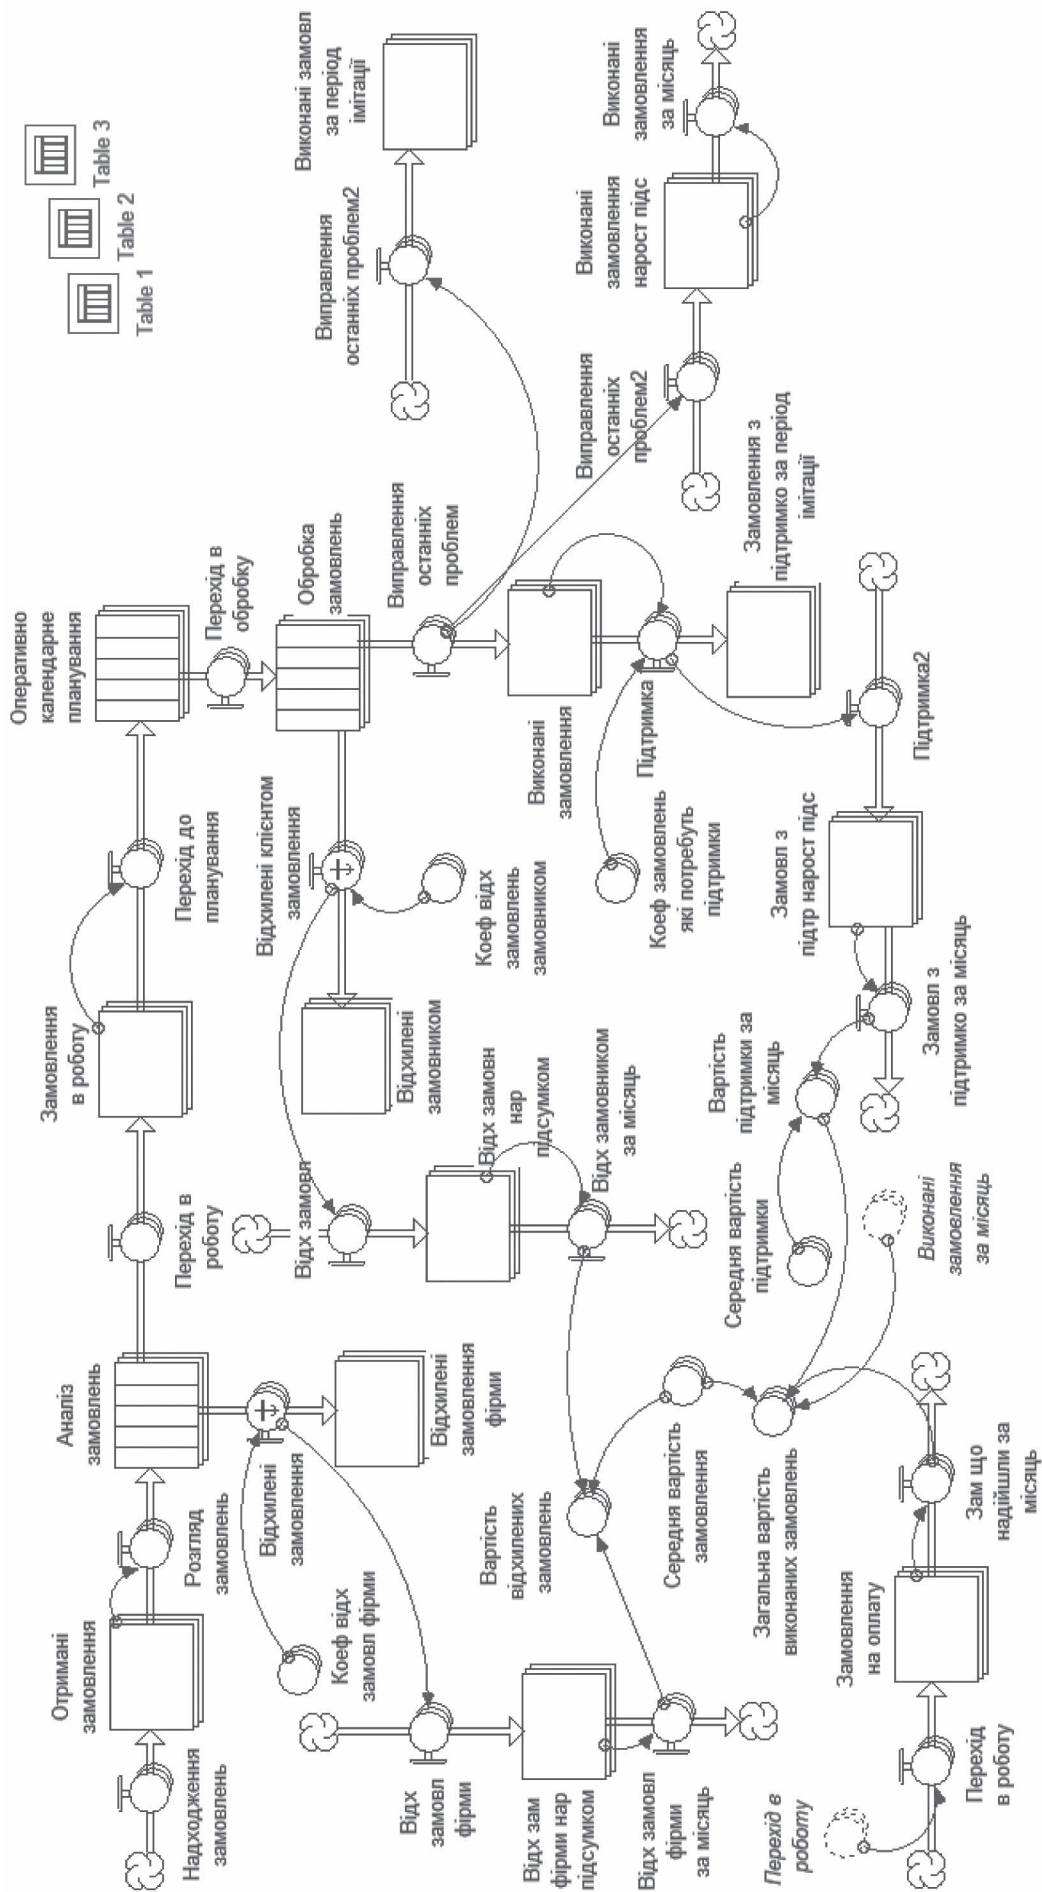 Надходження
замовлень
Отримані
замовлення
Розгляд
замовлень
Аналіз
замовлень
Перехід в
роботу
Замовлення
в роботу
Перехід до
планування
Оперативно
календарне
планування
Перехід в
обробку
Обробка
замовлень
Table 1
Table 2
Table 3
Коеф відх
замовл фірми
Відхилені
замовлення
Відхилені
замовлення
фірми
Відх замовл
Відхилені
замовником
Відхилені клієнтом
замовлення
Коеф відх
замовлень
замовником
Виправлення
останніх
проблем
Виправлення
останніх проблем2
Виконані замовл
за період
імітації
Відх
замовл
фірми
Відх зам
фірми нар
підсумком
Відх замовл
фірми
за місяць
Вартість
відхилених
замовлень
Відх замовн
нар
підсумком
Відх замовником
за місяць
Виконані
замовлення
Коеф замовлень
які потребуть
підтримки
Підтримка
Виправлення
останніх
проблем2
Виконані
замовлення
нарост підс
Виконані
замовлення
за місяць
Середня вартість
замовлення
Загальна вартість
виконаних замовлень
Середня вартість
підтримки
Вартість
підтримки за
місяць
Замовл з
підтр нарост підс
Замовлення з
підтримко за період
імітації
Перехід в
роботу
Перехід
в роботу
Замовлення
на оплату
Зам що
надійшли за
місяць
Виконані
замовлення
за місяць
Замовл з
підтримко за місяць
Підтримка2